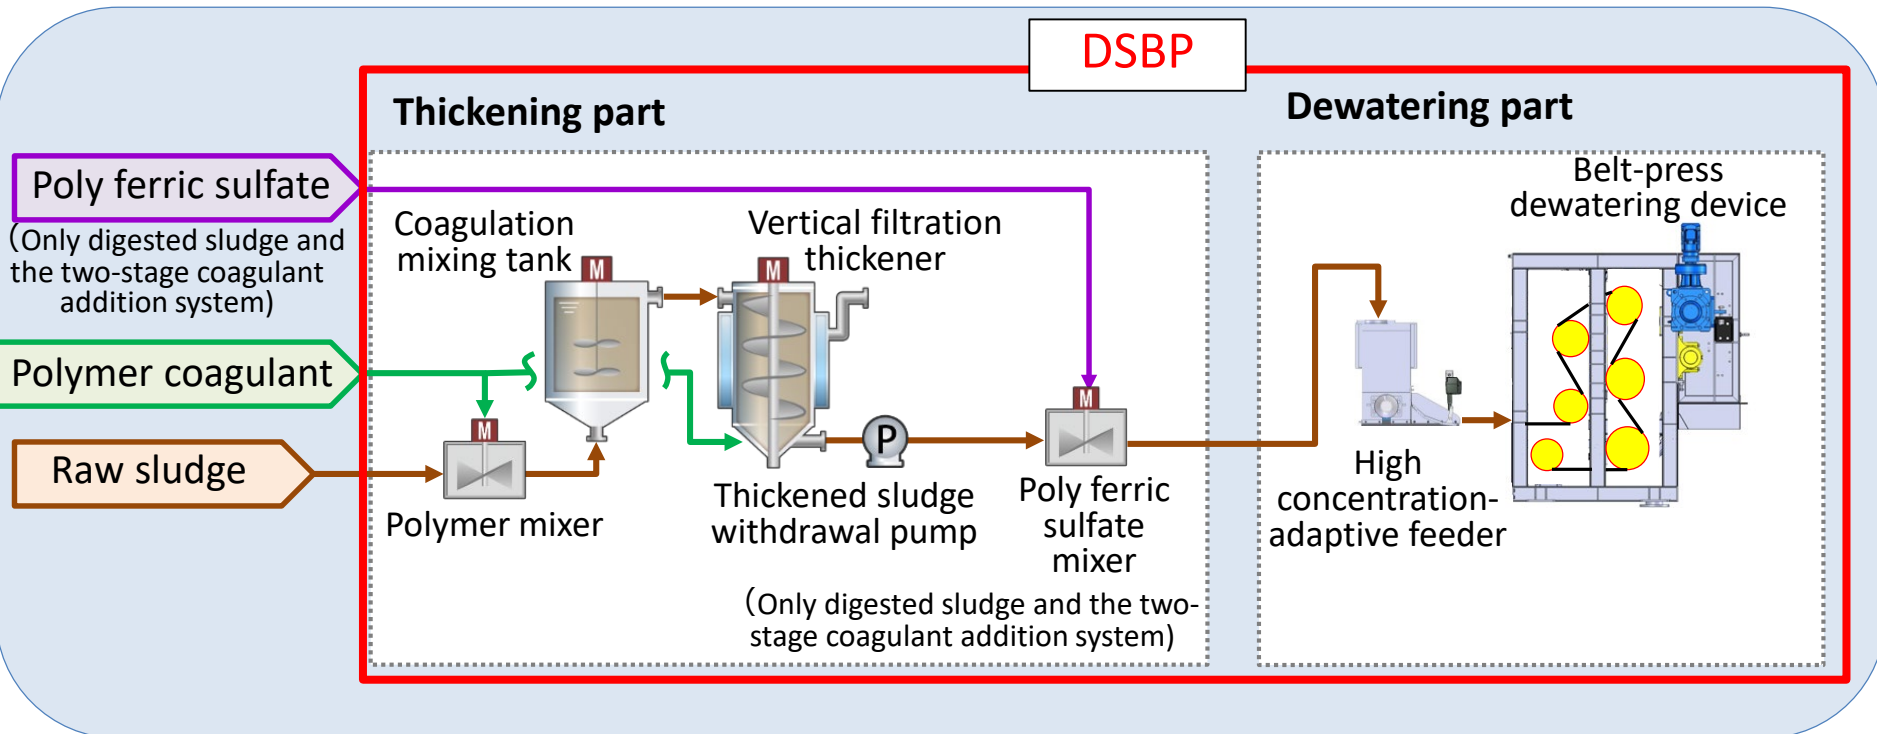 DSBP
Thickening part
Dewatering part
Poly ferric sulfate
(Only digested sludge and
the two-stage coagulant
addition system)
Polymer coagulant
Raw sludge
Coagulation
mixing tank
M
Vertical filtration
thickener
M
M
Polymer mixer
P
Thickened sludge
withdrawal pump
M
Poly ferric
sulfate
mixer
(Only digested sludge and the two-
stage coagulant addition system)
Belt-press
dewatering device
High
concentration-
adaptive feeder